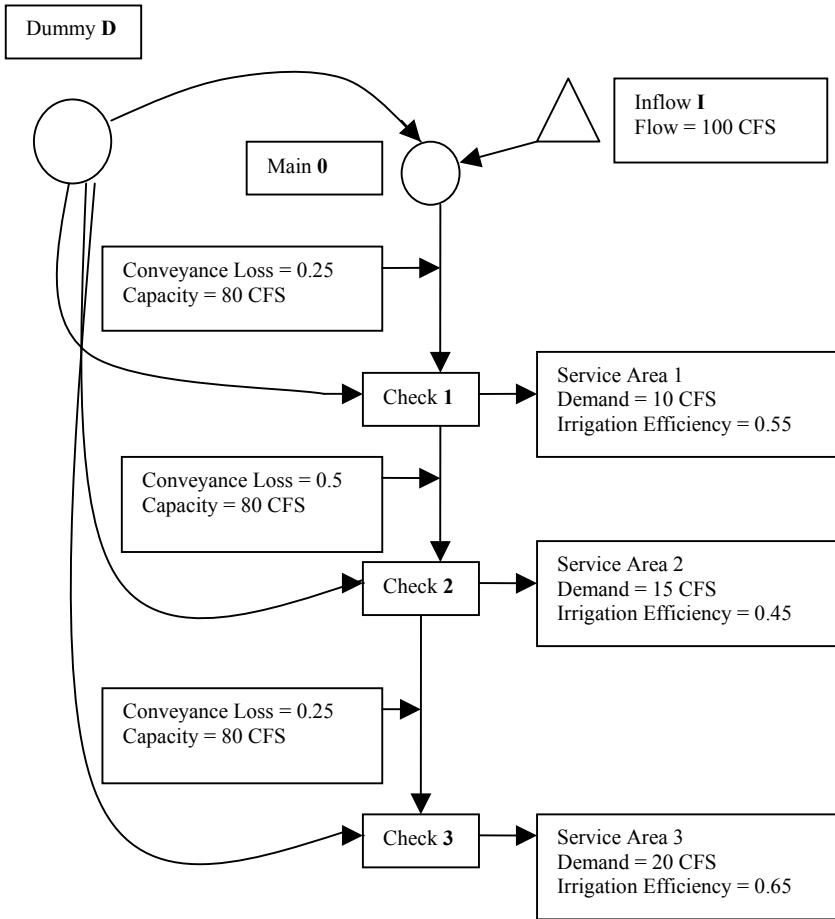 Dummy D
Inflow I
Flow = 100 CFS
Main 0
Conveyance Loss = 0.25
Capacity = 80 CFS
Check 1
Service Area 1
Demand = 10 CFS
Irrigation Efficiency = 0.55
Conveyance Loss = 0.5
Capacity = 80 CFS
Check 2
Service Area 2
Demand = 15 CFS
Irrigation Efficiency = 0.45
Conveyance Loss = 0.25
Capacity = 80 CFS
Check 3
Service Area 3
Demand = 20 CFS
Irrigation Efficiency = 0.65